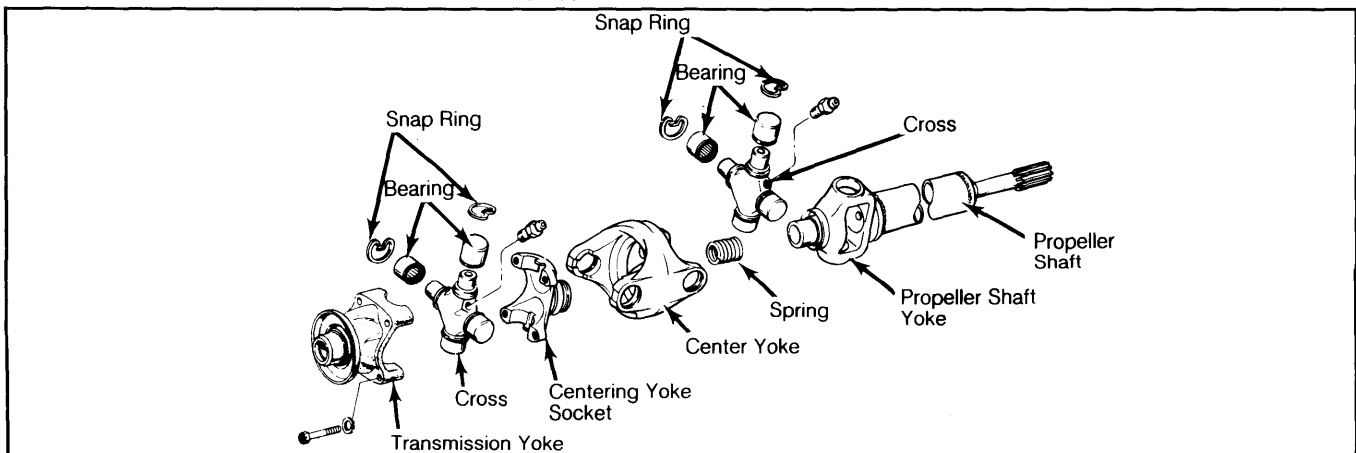 Snap Ring
Bearing
Cross
Snap Ring
Bearing
Propeller
Shaft
Propeller Shaft
Yoke
Spring
Center Yoke
Centering Yoke
Socket
Cross
Transmission Yoke